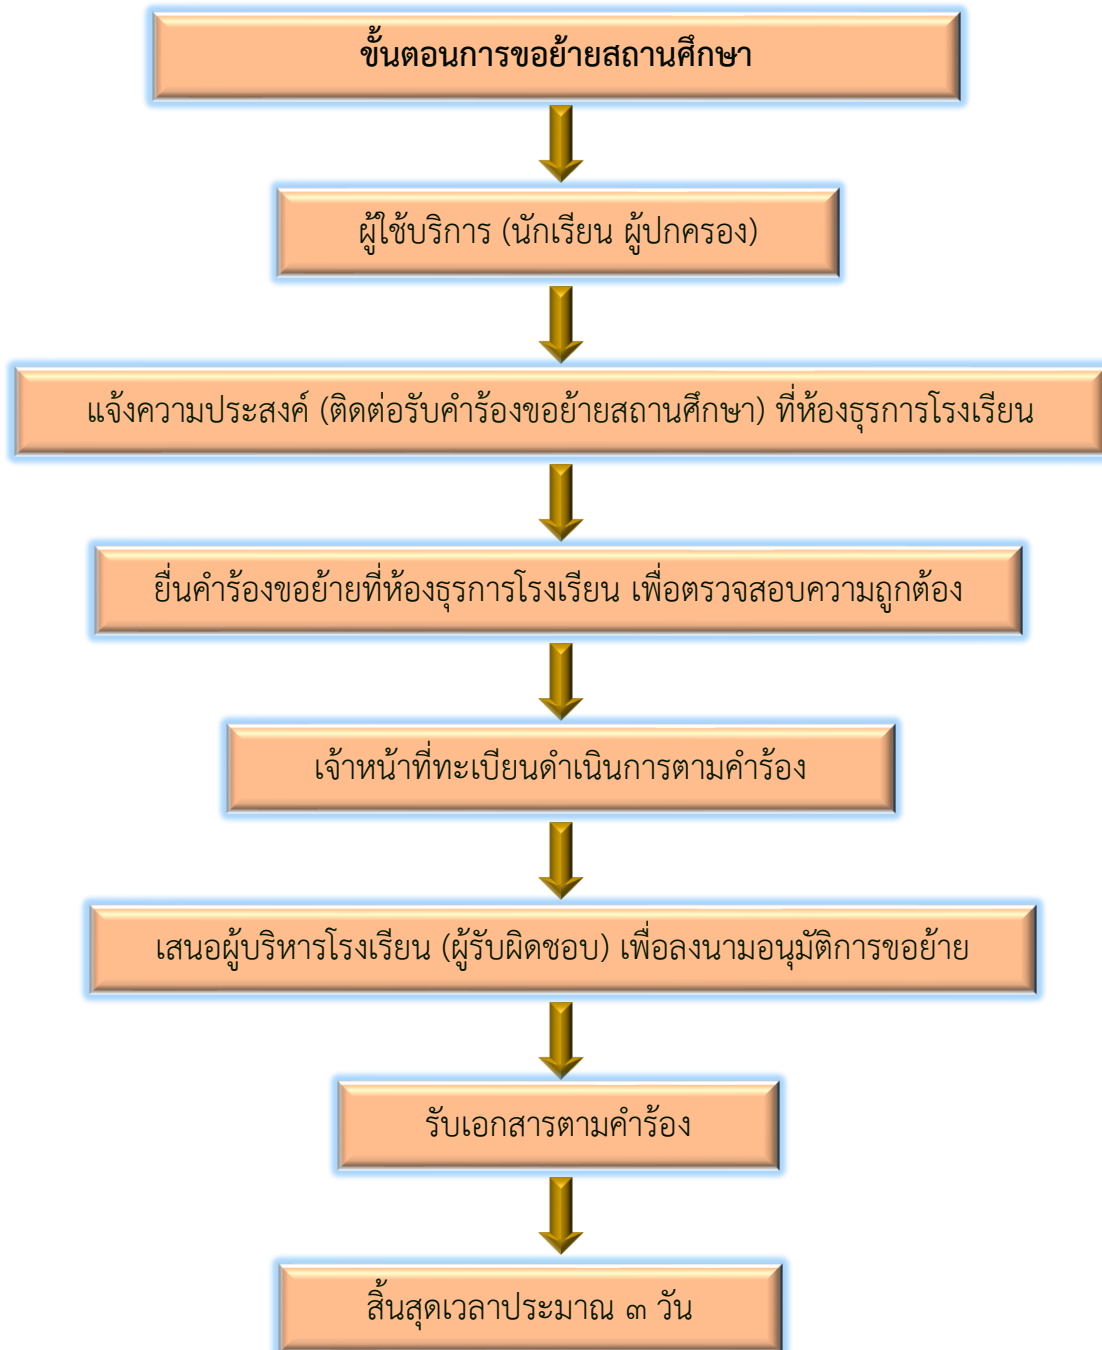 ขั้นตอนการขอย้ายสถานศึกษา
ผู้ใช้บริการ (นักเรียน ผู้ปกครอง)
แจ้งความประสงค์ (ติดต่อรับคำร้องขอย้ายสถานศึกษา) ที่ห้องธุรการโรงเรียน
ยื่นคำร้องขอย้ายที่ห้องธุรการโรงเรียน เพื่อตรวจสอบความถูกต้อง
เจ้าหน้าที่ทะเบียนดำเนินการตามคำร้อง
เสนอผู้บริหารโรงเรียน (ผู้รับผิดชอบ) เพื่อลงนามอนุมัติการขอย้าย
รับเอกสารตามคำร้อง
สิ้นสุดเวลาประมาณ ๓ วัน